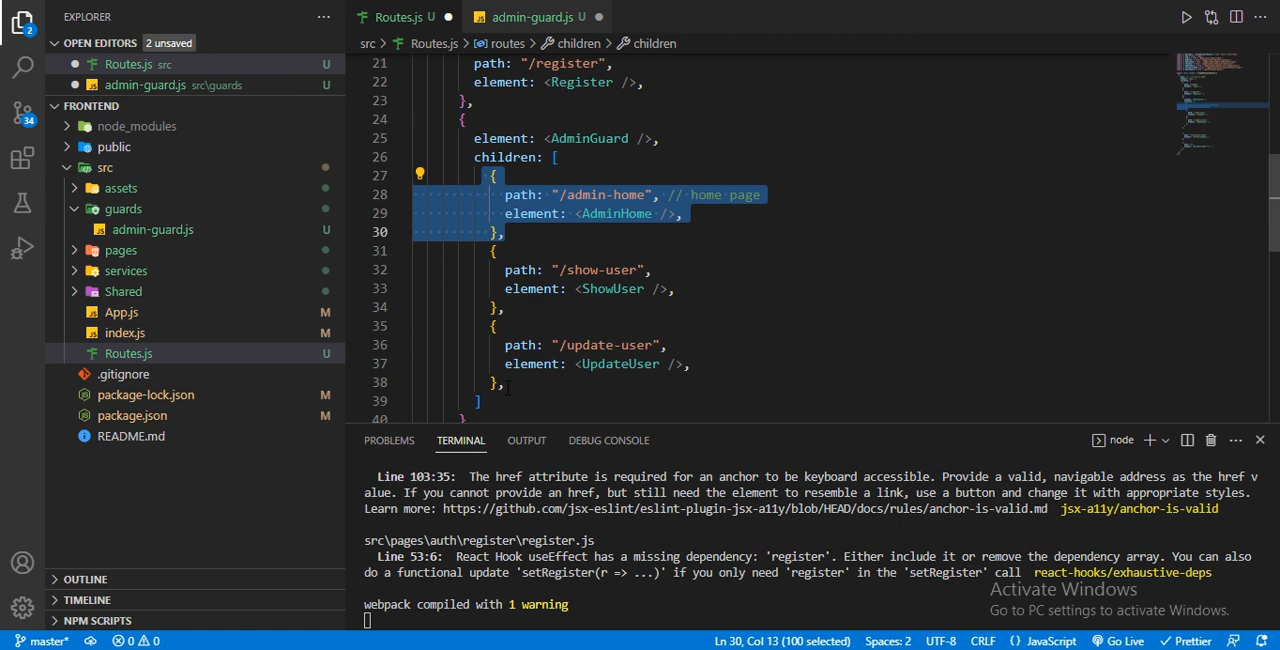 EXPLORER
OPEN EDITORS 2 unsaved
Routes.js src U
admin-guard.js src\guards U
FRONTEND
node_modules
public
src
assets
guards
admin-guard.js U
pages
services
Shared
App.js M
index.js M
Routes.js U
.gitignore
package-lock.json M
package.json M
README.md
OUTLINE
TIMELINE
NPM SCRIPTS
2
34
Routes.js U
admin-guard.js U
src > Routes.js > routes > children > children
21 path: "/register",
22 element: <Register />,
23 },
24 {
25 element: <AdminGuard />,
26 children: [
27 {
28 path: "/admin-home", // home page
29 element: <AdminHome />,
30 },
31 {
32 path: "/show-user",
33 element: <ShowUser />,
34 },
35 {
36 path: "/update-user",
37 element: <UpdateUser />,
38 },
39 ]
40 }
PROBLEMS TERMINAL OUTPUT DEBUG CONSOLE node
Line 103:35: The href attribute is required for an anchor to be keyboard accessible. Provide a valid, navigable address as the href v
alue. If you cannot provide an href, but still need the element to resemble a link, use a button and change it with appropriate styles.
Learn more: https://github.com/jsx-eslint/eslint-plugin-jsx-a11y/blob/HEAD/docs/rules/anchor-is-valid.md jsx-a11y/anchor-is-valid
src\pages\auth\register\register.js
Line 53:6: React Hook useEffect has a missing dependency: 'register'. Either include it or remove the dependency array. You can also
do a functional update 'setRegister(r => ...)' if you only need 'register' in the 'setRegister' call react-hooks/exhaustive-deps
webpack compiled with 1 warning
Activate Windows
Go to PC settings to activate Windows.
master* 0 0 Ln 30, Col 13 (100 selected) Spaces: 2 UTF-8 CRLF {} JavaScript Go Live Prettier